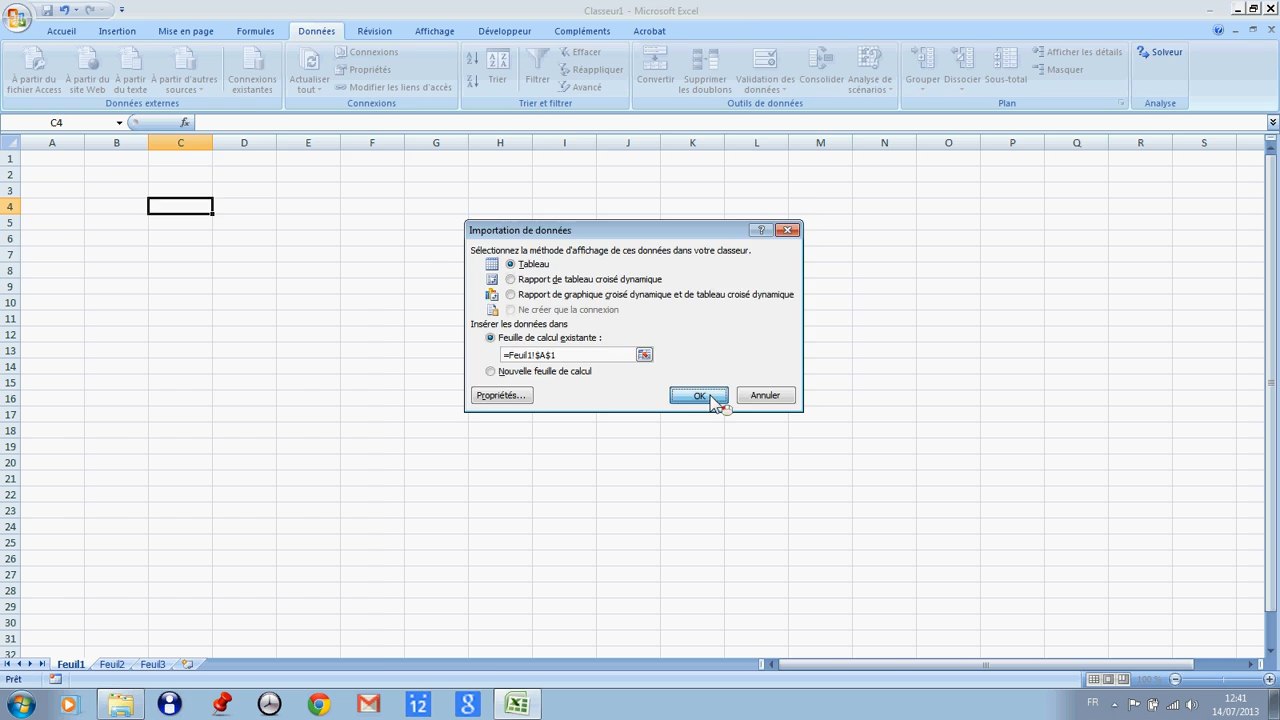 Classeur1 - Microsoft Excel
Accueil Insertion Mise en page Formules Données Révision Affichage Développeur Compléments Acrobat
À partir du fichier Access
À partir du site Web
À partir du texte
À partir d'autres sources
Connexions existantes
Données externes
Actualiser tout
Connexions
Propriétés
Modifier les liens d'accès
Connexions
Trier
Filtrer
Effacer
Réappliquer
Avancé
Trier et filtrer
Convertir
Supprimer les doublons
Validation des données
Consolider
Analyse de scénarios
Outils de données
Grouper
Dissocier
Sous-total
Afficher les détails
Masquer
Plan
Solveur
Analyse
C4 fx
A B C D E F G H I J K L M N O P Q R S
1
2
3
4
5
6
7
8
9
10
11
12
13
14
15
16
17
18
19
20
21
22
23
24
25
26
27
28
29
30
31
32
Importation de données
Sélectionnez la méthode d'affichage de ces données dans votre classeur.
Tableau
Rapport de tableau croisé dynamique
Rapport de graphique croisé dynamique et de tableau croisé dynamique
Ne créer que la connexion
Insérer les données dans
Feuille de calcul existante :
=Feuil1!$A$1
Nouvelle feuille de calcul
Propriétés... OK Annuler
Feuil1 Feuil2 Feuil3
Prêt 100 %
12 g FR 12:41
14/07/2013